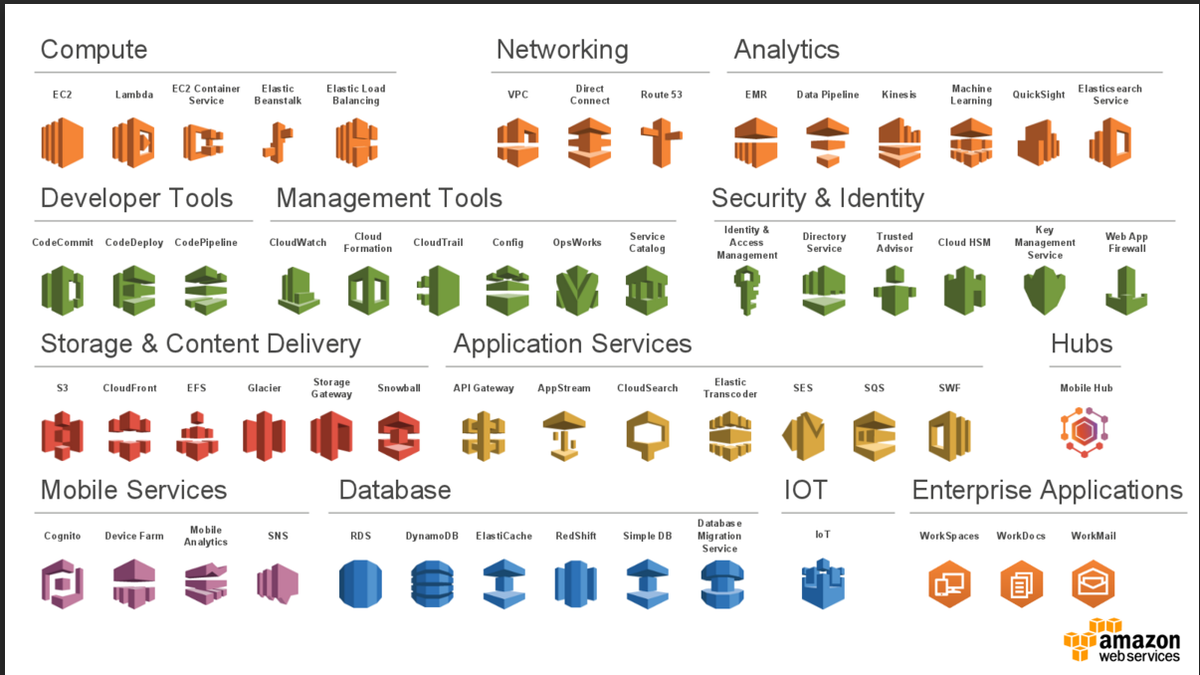 Compute
Networking
Analytics
EC2
Lambda
EC2 Container
Service
Elastic
Beanstalk
Elastic Load
Balancing
VPC
Direct
Connect
Route 53
EMR
Data Pipeline
Kinesis
Machine
Learning
QuickSight
Elasticsearch
Service
Developer Tools
Management Tools
Security & Identity
CodeCommit
CodeDeploy
CodePipeline
CloudWatch
Cloud
Formation
CloudTrail
Config
OpsWorks
Service
Catalog
Identity &
Access
Management
Directory
Service
Trusted
Advisor
Cloud HSM
Key
Management
Service
Web App
Firewall
Storage & Content Delivery
Application Services
Hubs
S3
CloudFront
EFS
Glacier
Storage
Gateway
Snowball
API Gateway
AppStream
CloudSearch
Elastic
Transcoder
SES
SQS
SWF
Mobile Hub
Mobile Services
Database
IOT
Enterprise Applications
Cognito
Device Farm
Mobile
Analytics
SNS
RDS
DynamoDB
ElastiCache
RedShift
Simple DB
Database
Migration
Service
IoT
WorkSpaces
WorkDocs
WorkMail
amazon
webservices